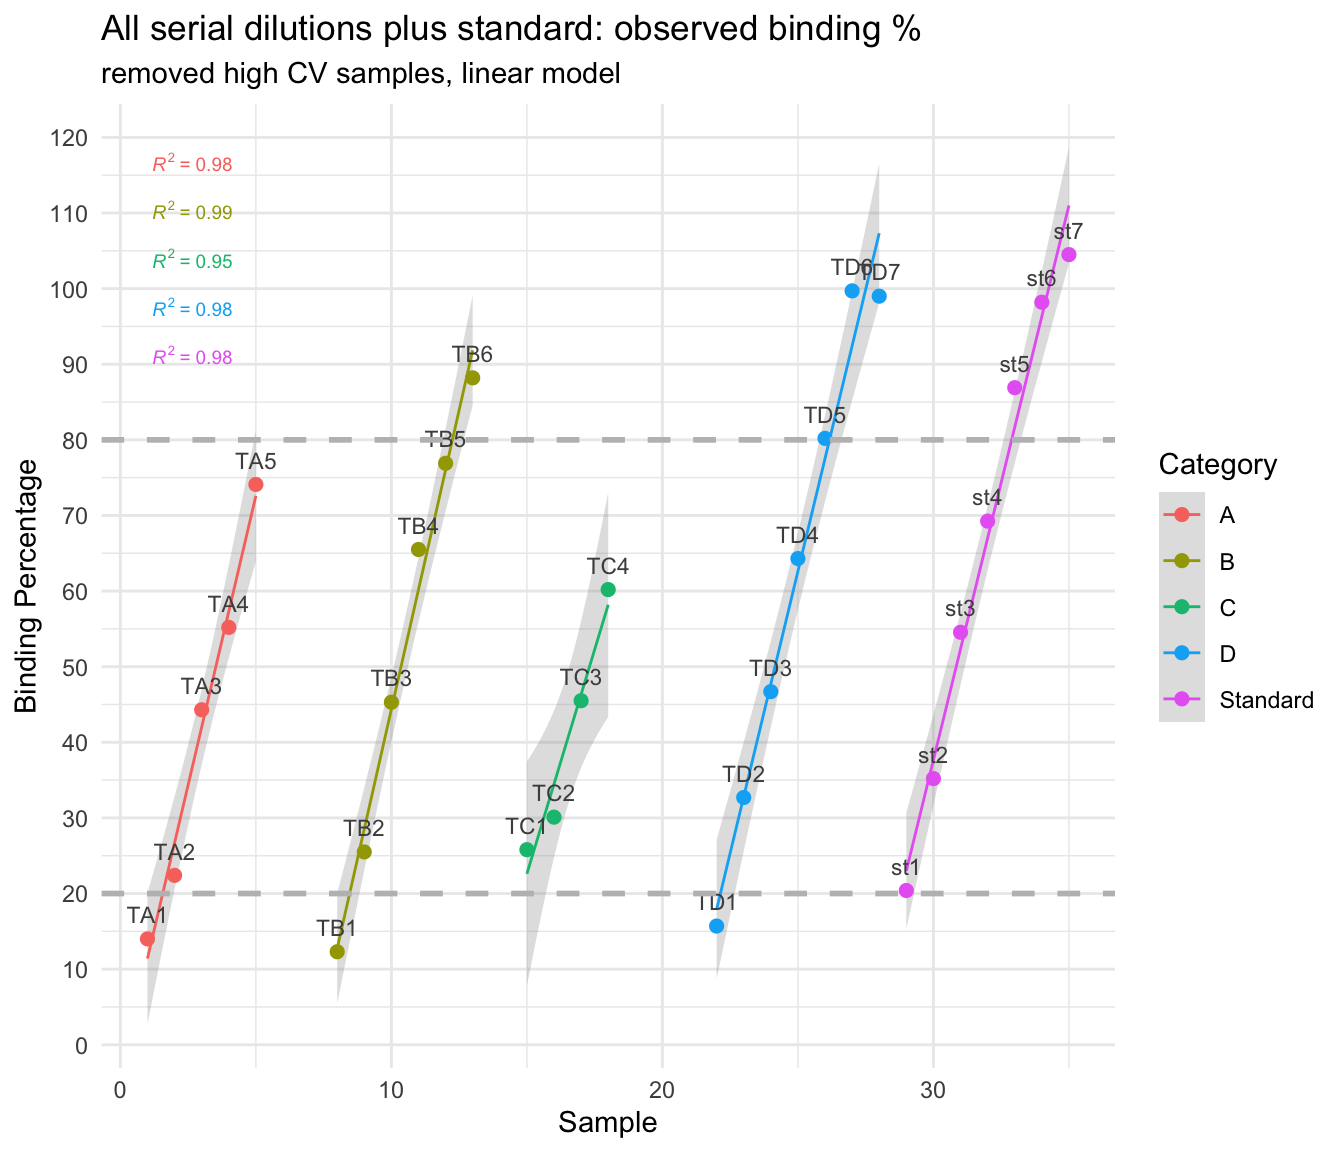 All serial dilutions plus standard: observed binding %
removed high CV samples, linear model
120
110
100
90
80
70
60
50
40
30
20
10
0
Binding Percentage
R² = 0.98
R² = 0.99
R² = 0.95
R² = 0.98
R² = 0.98
TA1
TA2
TA3
TA4
TA5
TB1
TB2
TB3
TB4
TB5
TB6
TC1
TC2
TC3
TC4
TD1
TD2
TD3
TD4
TD5
TD6
TD7
st1
st2
st3
st4
st5
st6
st7
0
10
20
30
Sample
Category
A
B
C
D
Standard